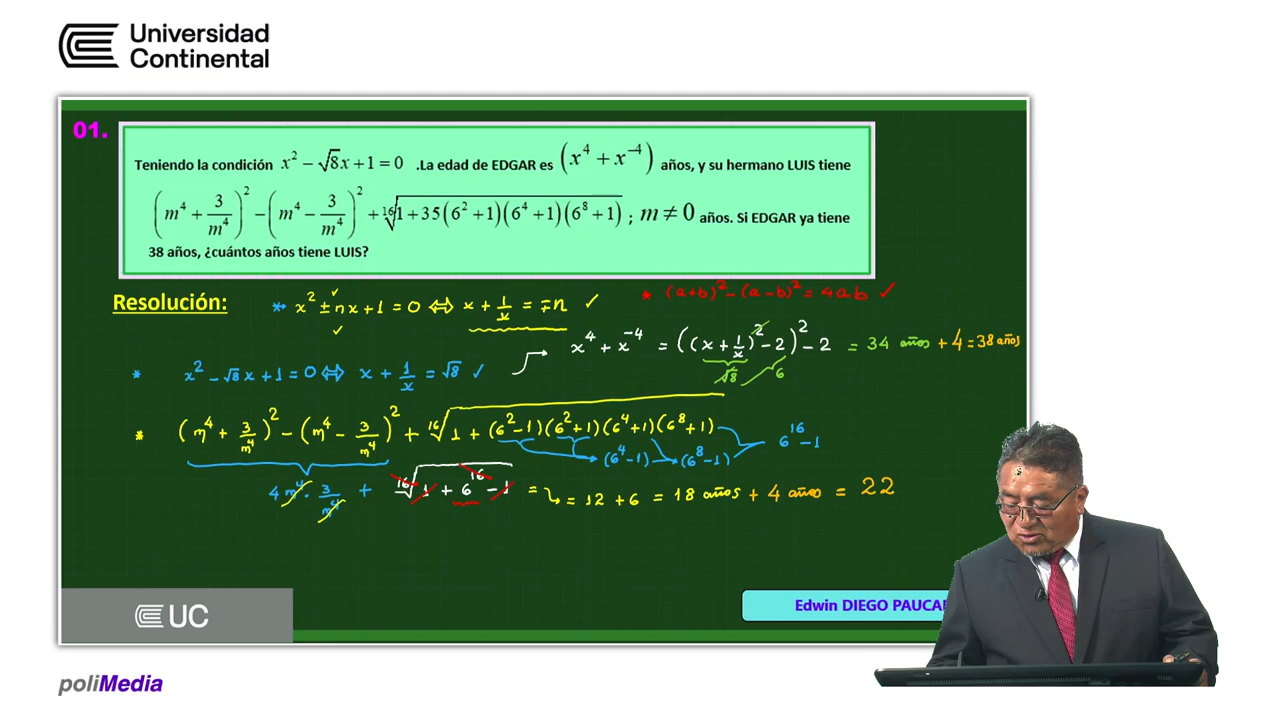 Universidad
Continental
01.
Teniendo la condición x² − √8x + 1 = 0 .La edad de EDGAR es (x⁴ + x⁻⁴) años, y su hermano LUIS tiene
(m⁴ + 3/m⁴)² − (m⁴ − 3/m⁴)² + ¹⁶√(1 + 35(6² + 1)(6⁴ + 1)(6⁸ + 1)) ; m ≠ 0 años. Si EDGAR ya tiene
38 años, ¿cuántos años tiene LUIS?
Resolución:
** x² ± nx + 1 = 0 ⇔ x + 1/x = ∓n ✓
* (a+b)² − (a−b)² = 4ab ✓
x⁴ + x⁻⁴ = ((x + 1/x)² − 2)² − 2 = 34 años + 4 = 38 años
√8 6
* x² − √8x + 1 = 0 ⇔ x + 1/x = √8 ✓
* (m⁴ + 3/m⁴)² − (m⁴ − 3/m⁴)² + ¹⁶√(1 + (6² − 1)(6² + 1)(6⁴ + 1)(6⁸ + 1))
(6⁴ − 1) (6⁸ − 1) 6¹⁶ − 1
4m⁴ · 3/m⁴ + ¹⁶√(1 + 6¹⁶ − 1) = = 12 + 6 = 18 años + 4 años = 22
UC
Edwin DIEGO PAUCA
poliMedia